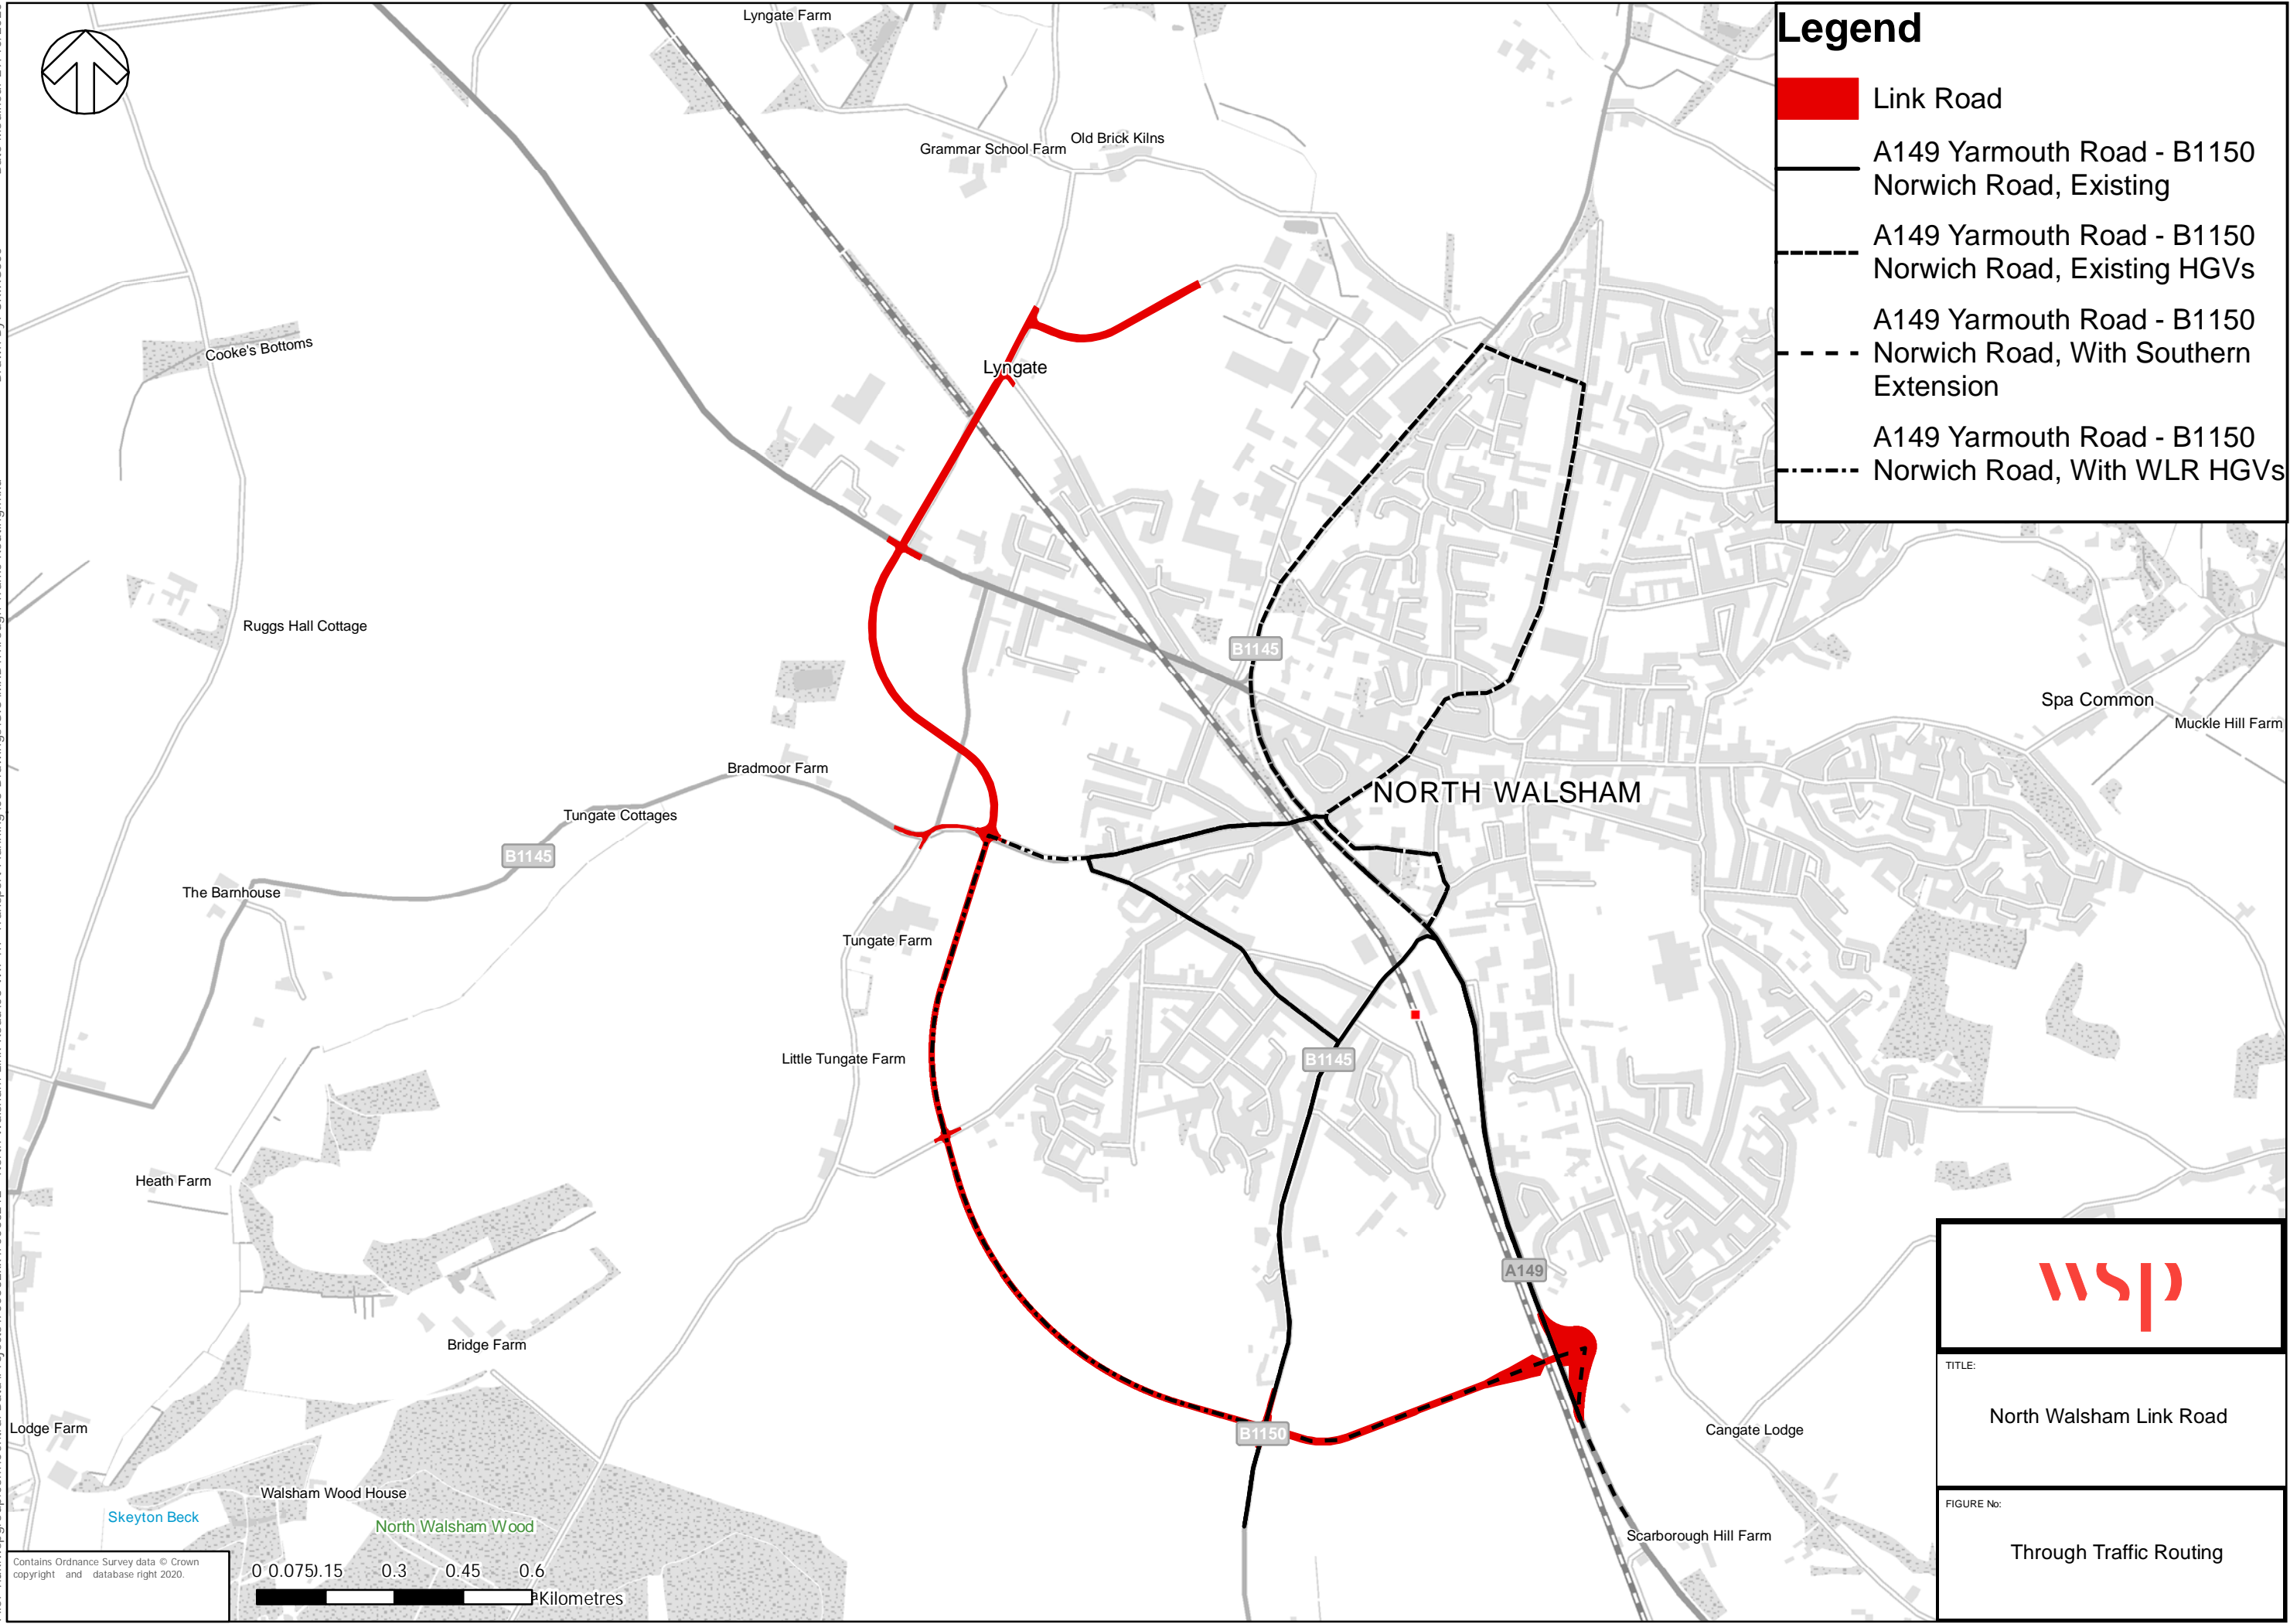 Legend
Link Road
A149 Yarmouth Road - B1150
Norwich Road, Existing
A149 Yarmouth Road - B1150
Norwich Road, Existing HGVs
A149 Yarmouth Road - B1150
Norwich Road, With Southern
Extension
A149 Yarmouth Road - B1150
Norwich Road, With WLR HGVs
Lyngate Farm
Old Brick Kilns
Grammar School Farm
Cooke's Bottoms
Lyngate
Ruggs Hall Cottage
B1145
Spa Common
Muckle Hill Farm
Bradmoor Farm
NORTH WALSHAM
Tungate Cottages
B1145
The Barnhouse
Tungate Farm
Little Tungate Farm
B1145
Heath Farm
A149
Bridge Farm
Lodge Farm
B1150
Cangate Lodge
Walsham Wood House
Skeyton Beck
North Walsham Wood
Scarborough Hill Farm
Contains Ordnance Survey data © Crown
copyright and database right 2020.
0 0.075 0.15 0.3 0.45 0.6
Kilometres
wsp
TITLE:
North Walsham Link Road
FIGURE No:
Through Traffic Routing